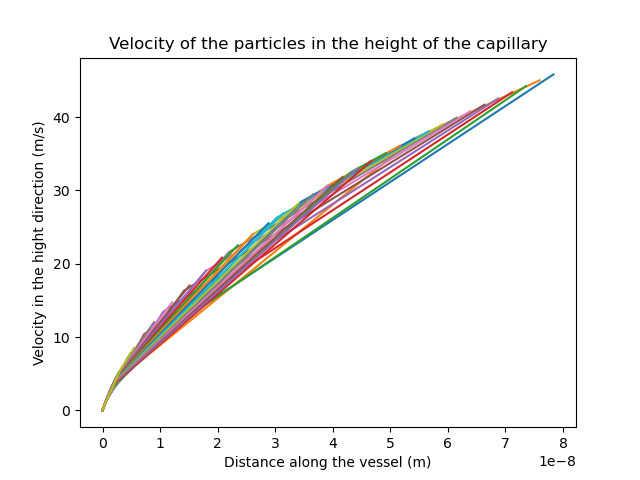 Velocity of the particles in the height of the capillary
Velocity in the hight direction (m/s)
40
30
20
10
0
0 1 2 3 4 5 6 7 8
1e−8
Distance along the vessel (m)